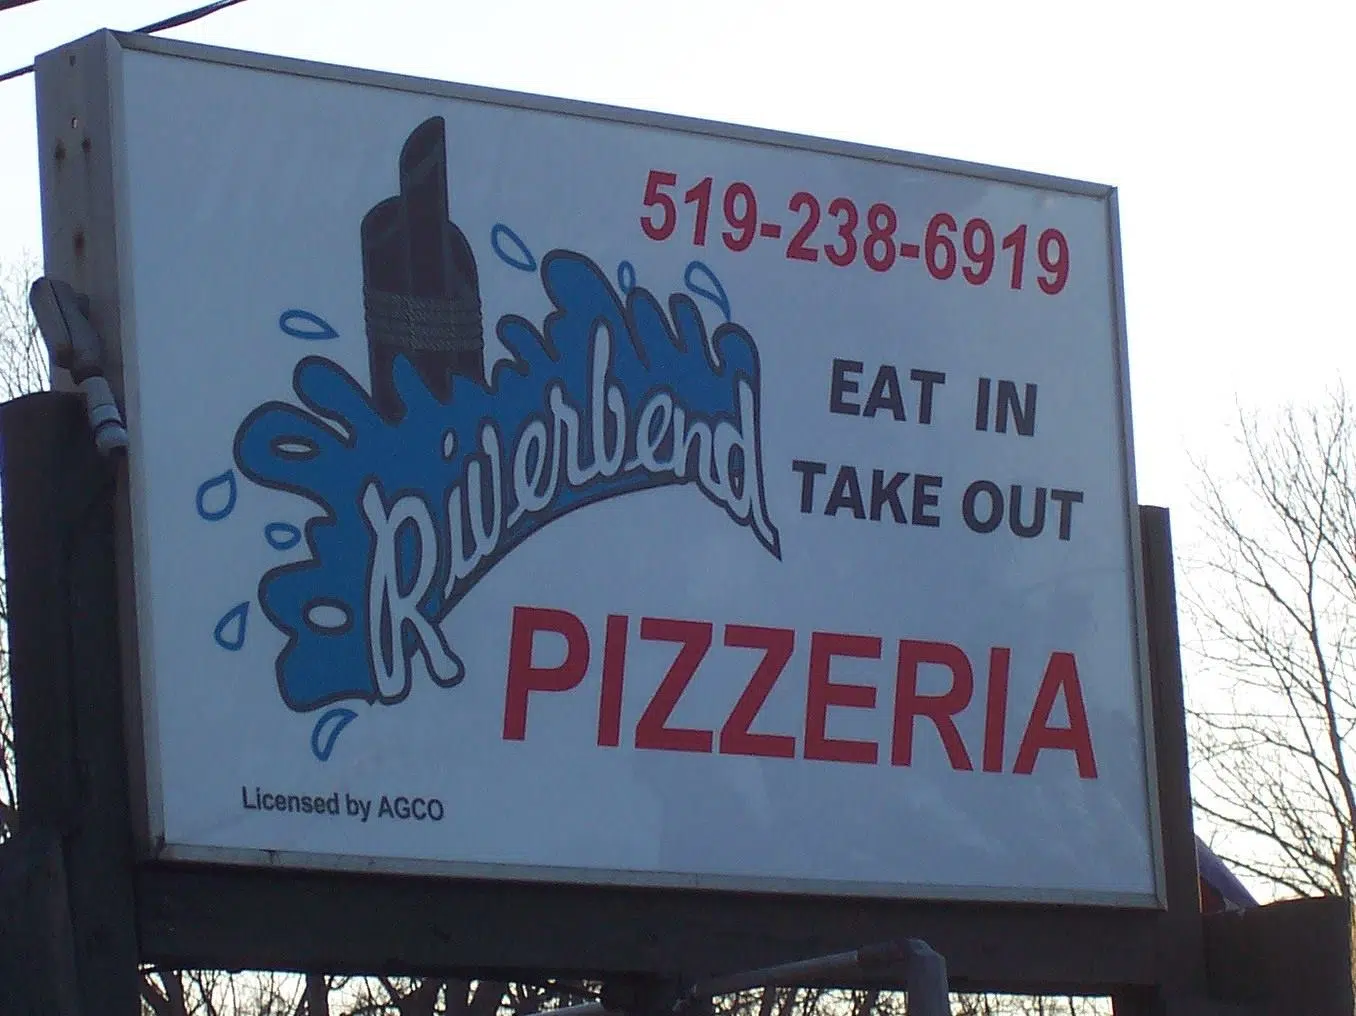 519-238-6919
Riverbend
EAT IN
TAKE OUT
PIZZERIA
Licensed by AGCO